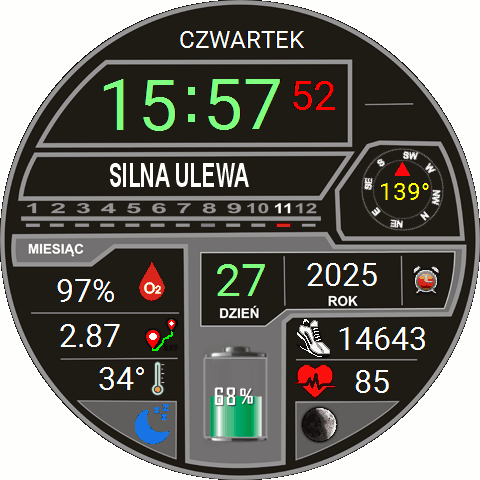 CZWARTEK
15:57 52
SILNA ULEWA
1 2 3 4 5 6 7 8 9 10 11 12
MIESIĄC
S SW W NW N NE E SE
139°
97% O2
27 DZIEŃ
2025 ROK
2.87
14643
34°
85
68%
z z z